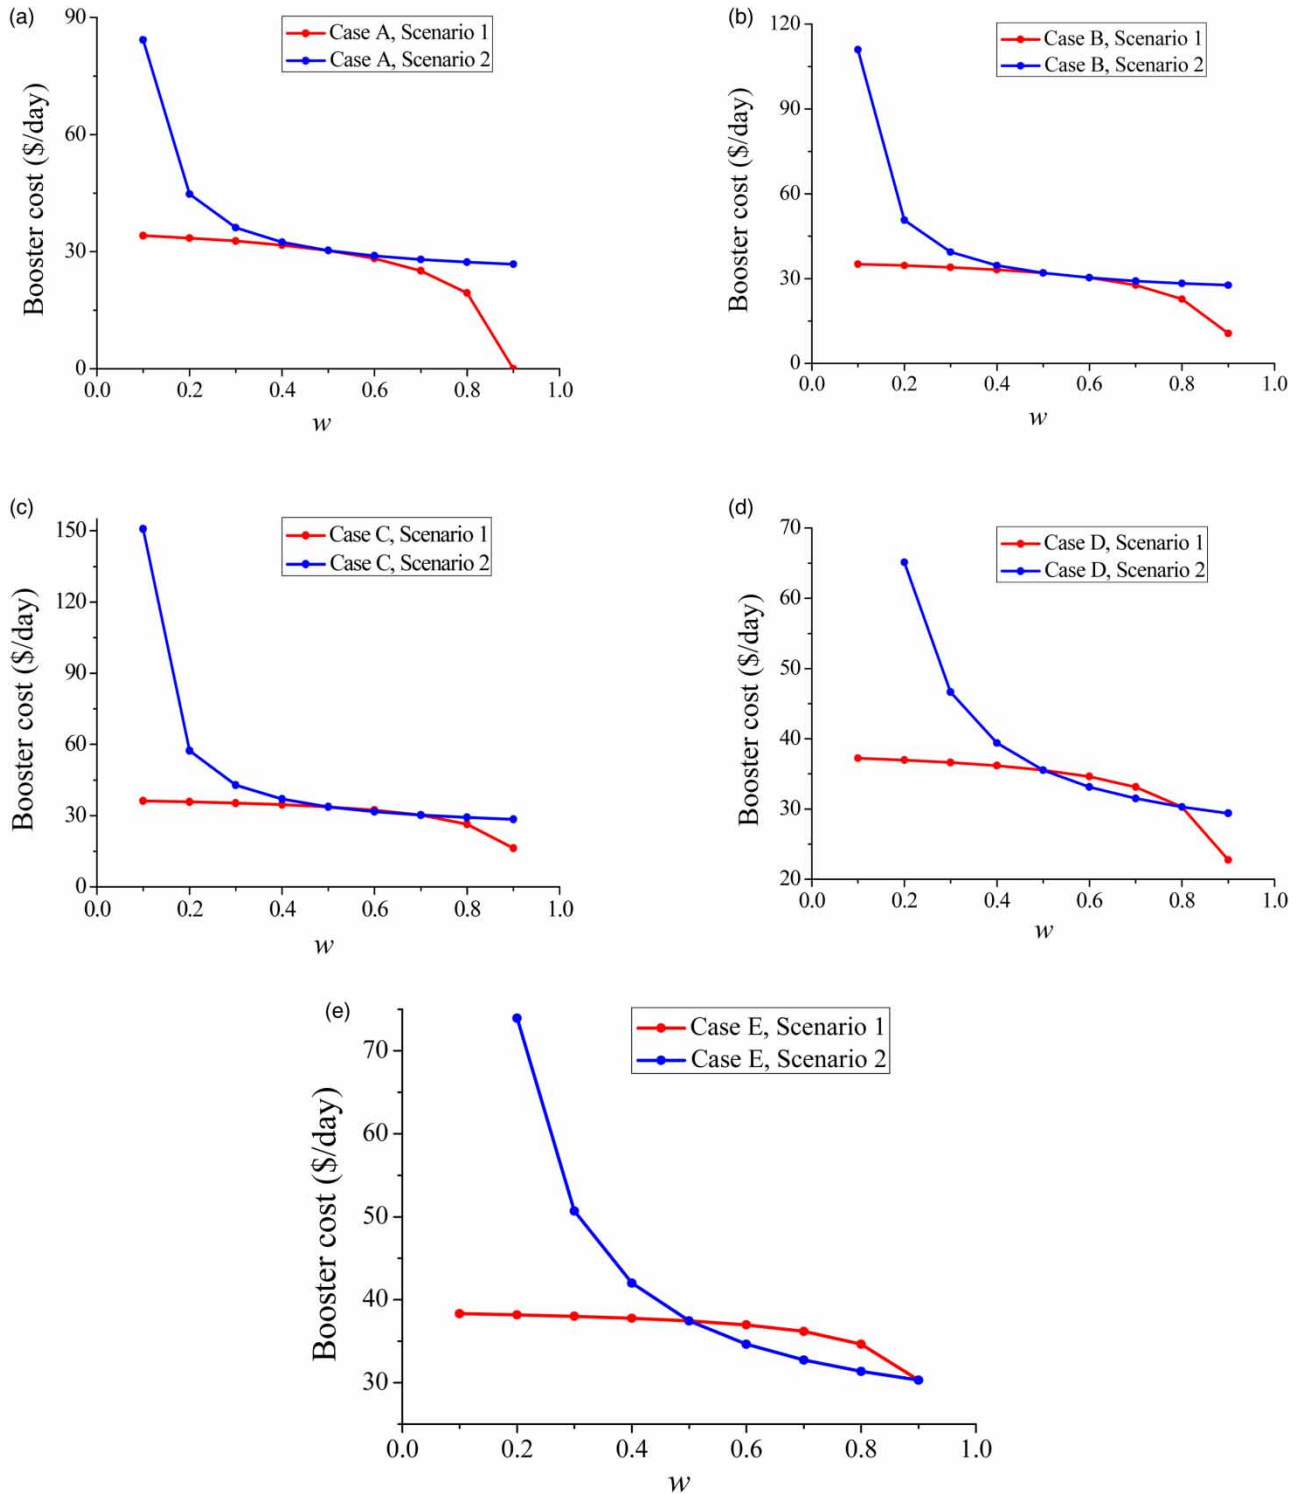 (a)
Case A, Scenario 1
Case A, Scenario 2
Booster cost ($/day)
90
60
30
0
0.0 0.2 0.4 0.6 0.8 1.0
w
(b)
Case B, Scenario 1
Case B, Scenario 2
Booster cost ($/day)
120
90
60
30
0
0.0 0.2 0.4 0.6 0.8 1.0
w
(c)
Case C, Scenario 1
Case C, Scenario 2
Booster cost ($/day)
150
120
90
60
30
0
0.0 0.2 0.4 0.6 0.8 1.0
w
(d)
Case D, Scenario 1
Case D, Scenario 2
Booster cost ($/day)
70
60
50
40
30
20
0.0 0.2 0.4 0.6 0.8 1.0
w
(e)
Case E, Scenario 1
Case E, Scenario 2
Booster cost ($/day)
70
60
50
40
30
0.0 0.2 0.4 0.6 0.8 1.0
w